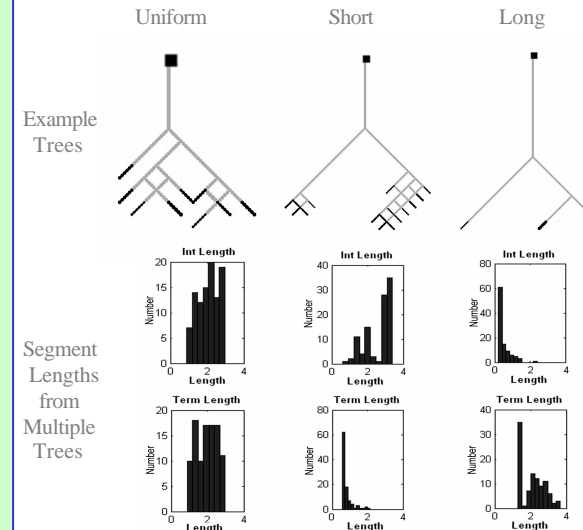 Uniform Short Long
Example
Trees
Int Length Int Length Int Length
20
15
10
5
0
Number
0 2 4
Length
40
20
0
Number
0 2 4
Length
80
60
40
20
0
Number
0 2 4
Length
Segment
Lengths
from
Multiple
Trees
Term Length Term Length Term Length
20
15
10
5
0
Number
0 2 4
Length
80
60
40
20
0
Number
0 2 4
Length
40
30
20
10
0
Number
0 2 4
Length